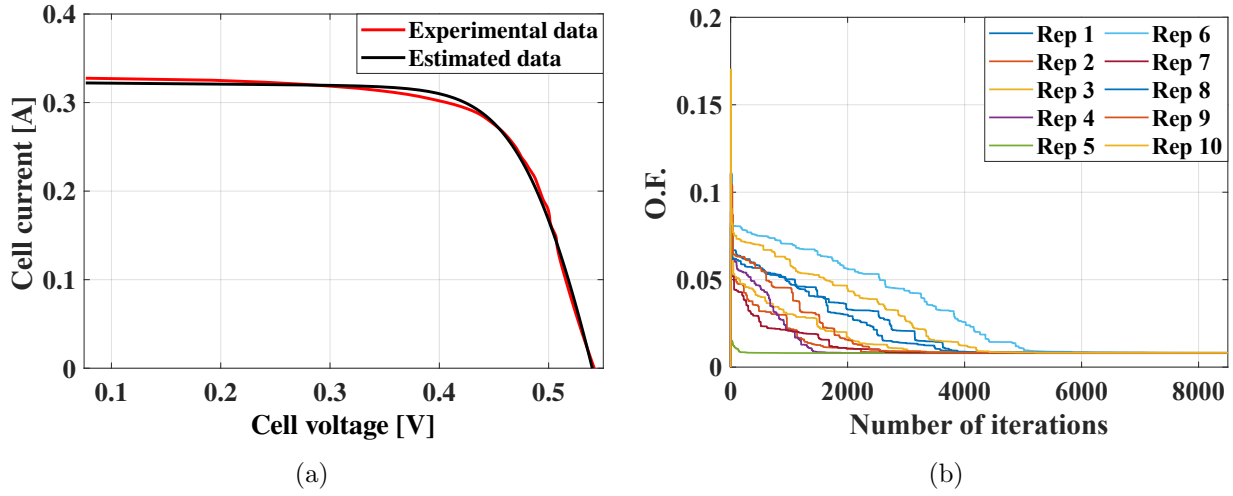 0.4
0.3
0.2
0.1
0
Cell current [A]
Experimental data
Estimated data
0.1 0.2 0.3 0.4 0.5
Cell voltage [V]
(a)
0.2
0.15
0.1
0.05
0
O.F.
Rep 1 Rep 6
Rep 2 Rep 7
Rep 3 Rep 8
Rep 4 Rep 9
Rep 5 Rep 10
0 2000 4000 6000 8000
Number of iterations
(b)